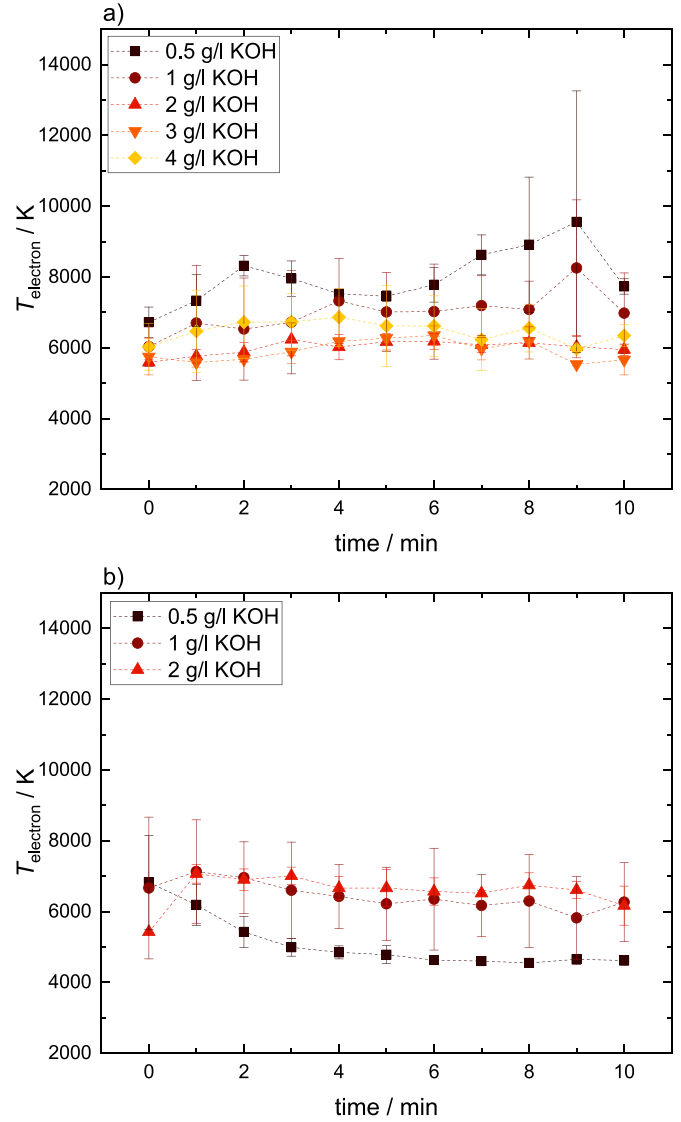 a)
14000
12000
10000
8000
6000
4000
2000
T_electron / K
0.5 g/l KOH
1 g/l KOH
2 g/l KOH
3 g/l KOH
4 g/l KOH
0 2 4 6 8 10
time / min
b)
14000
12000
10000
8000
6000
4000
2000
T_electron / K
0.5 g/l KOH
1 g/l KOH
2 g/l KOH
0 2 4 6 8 10
time / min